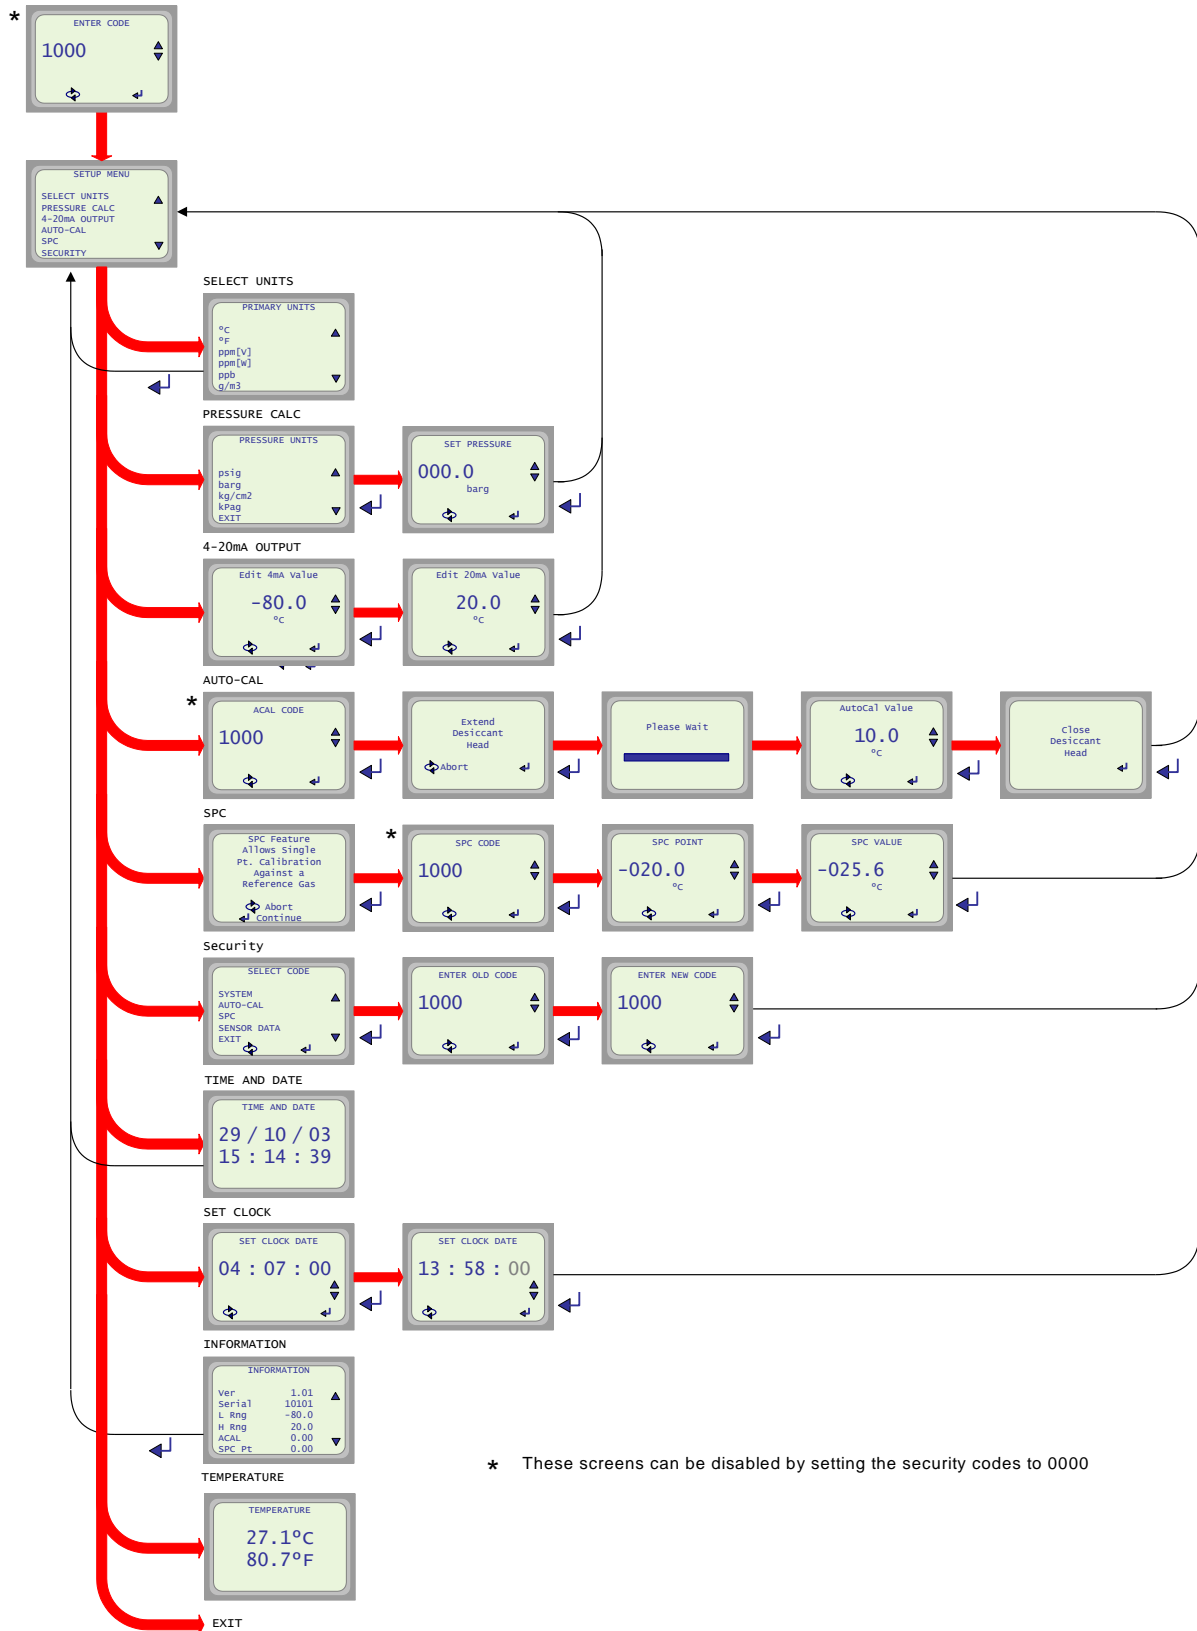 *
ENTER CODE
1000
SETUP MENU
SELECT UNITS
PRESSURE CALC
4-20mA OUTPUT
AUTO-CAL
SPC
SECURITY
SELECT UNITS
PRIMARY UNITS
°C
°F
ppm[V]
ppm[W]
ppb
g/m3
PRESSURE CALC
PRESSURE UNITS
psig
barg
kg/cm2
kPag
EXIT
SET PRESSURE
000.0
barg
4-20mA OUTPUT
Edit 4mA Value
-80.0
°C
Edit 20mA Value
20.0
°C
AUTO-CAL
*
ACAL CODE
1000
Extend
Desiccant
Head
Abort
Please Wait
AutoCal Value
10.0
°C
Close
Desiccant
Head
SPC
SPC Feature
Allows Single
Pt. Calibration
Against a
Reference Gas
Abort
Continue
*
SPC CODE
1000
SPC POINT
-020.0
°C
SPC VALUE
-025.6
°C
Security
SELECT CODE
SYSTEM
AUTO-CAL
SPC
SENSOR DATA
EXIT
ENTER OLD CODE
1000
ENTER NEW CODE
1000
TIME AND DATE
TIME AND DATE
29 / 10 / 03
15 : 14 : 39
SET CLOCK
SET CLOCK DATE
04 : 07 : 00
SET CLOCK DATE
13 : 58 : 00
INFORMATION
INFORMATION
Ver 1.01
Serial 10101
L Rng -80.0
H Rng 20.0
ACAL 0.00
SPC Pt 0.00
* These screens can be disabled by setting the security codes to 0000
TEMPERATURE
TEMPERATURE
27.1°C
80.7°F
EXIT